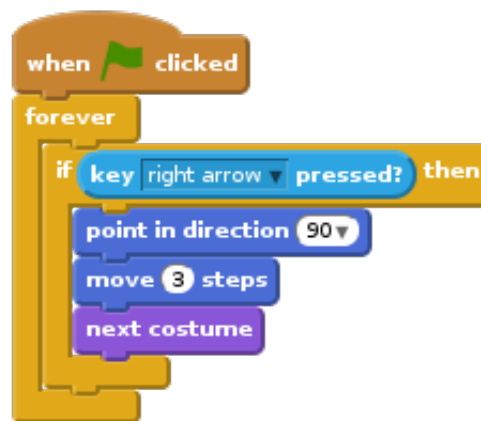 when clicked
forever
if key right arrow pressed? then
point in direction 90
move 3 steps
next costume